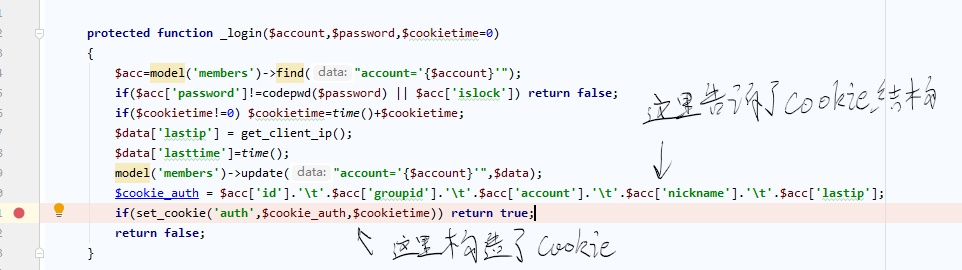 protected function _login($account,$password,$cookietime=0)
{
$acc=model('members')->find( data: "account='{$account}'");
if($acc['password']!=codepwd($password) || $acc['islock']) return false;
if($cookietime!=0) $cookietime=time()+$cookietime;
$data['lastip'] = get_client_ip();
$data['lasttime']=time();
model('members')->update( data: "account='{$account}'",$data);
这里告诉了Cookie结构
$cookie_auth = $acc['id'].'\t'.$acc['groupid'].'\t'.$acc['account'].'\t'.$acc['nickname'].'\t'.$acc['lastip'];
if(set_cookie('auth',$cookie_auth,$cookietime)) return true;
return false;
这里构造了Cookie
}